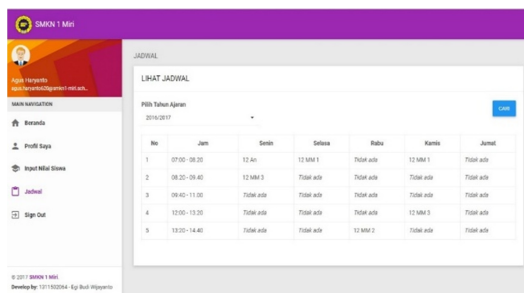 SMKN 1 Miri
Agus Haryanto
MAIN NAVIGATION
Beranda
Profil Saya
Input Nilai Siswa
Jadwal
Sign Out
© 2017 SMKN 1 Miri.
Develop by: 1311502064 - Egi Budi Wijayanto
JADWAL
LIHAT JADWAL
Pilih Tahun Ajaran
2016/2017
CARI
No Jam Senin Selasa Rabu Kamis Jumat
1 07:00 - 08:20 12 An 12 MM 1 Tidak ada 12 MM 1 Tidak ada
2 08.20 - 09.40 12 MM 3 Tidak ada Tidak ada Tidak ada Tidak ada
3 09:40 - 11:00 Tidak ada Tidak ada Tidak ada Tidak ada Tidak ada
4 12:00 - 13:20 Tidak ada Tidak ada Tidak ada 12 MM 3 Tidak ada
5 13:20 - 14:40 Tidak ada Tidak ada 12 MM 2 Tidak ada Tidak ada